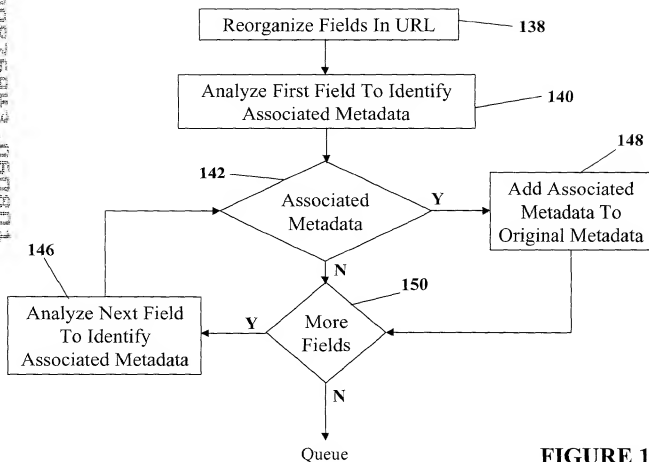 Reorganize Fields In URL
138
Analyze First Field To Identify
Associated Metadata
140
142
Associated
Metadata
Y
148
Add Associated
Metadata To
Original Metadata
N
146
150
Analyze Next Field
To Identify
Associated Metadata
Y
More
Fields
N
Queue
FIGURE 1